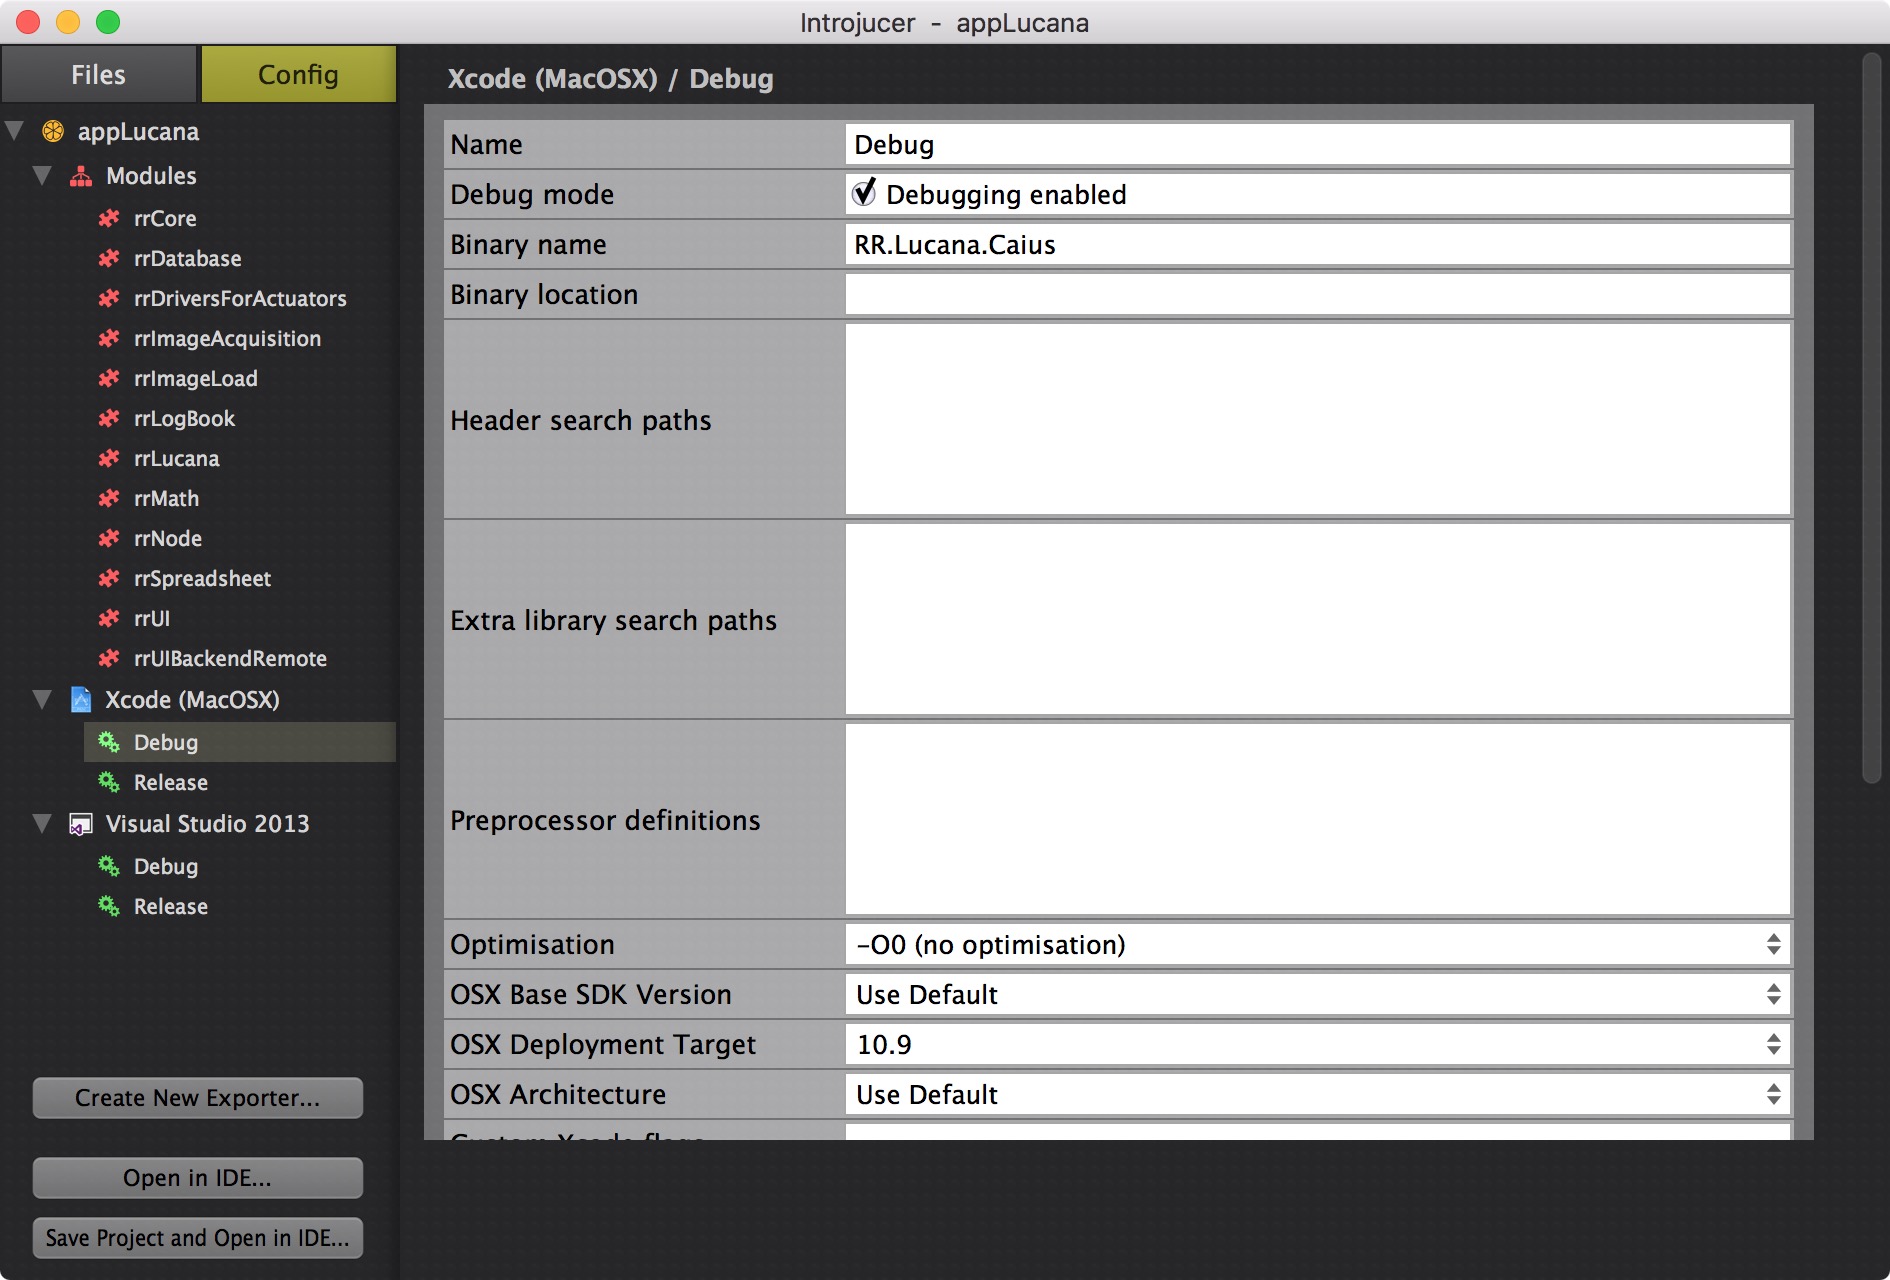 Introjucer - appLucana
Files
Config
appLucana
Modules
rrCore
rrDatabase
rrDriversForActuators
rrImageAcquisition
rrImageLoad
rrLogBook
rrLucana
rrMath
rrNode
rrSpreadsheet
rrUI
rrUIBackendRemote
Xcode (MacOSX)
Debug
Release
Visual Studio 2013
Debug
Release
Create New Exporter...
Open in IDE...
Save Project and Open in IDE...
Xcode (MacOSX) / Debug
Name Debug
Debug mode Debugging enabled
Binary name RR.Lucana.Caius
Binary location
Header search paths
Extra library search paths
Preprocessor definitions
Optimisation -O0 (no optimisation)
OSX Base SDK Version Use Default
OSX Deployment Target 10.9
OSX Architecture Use Default
Custom Xcode flags